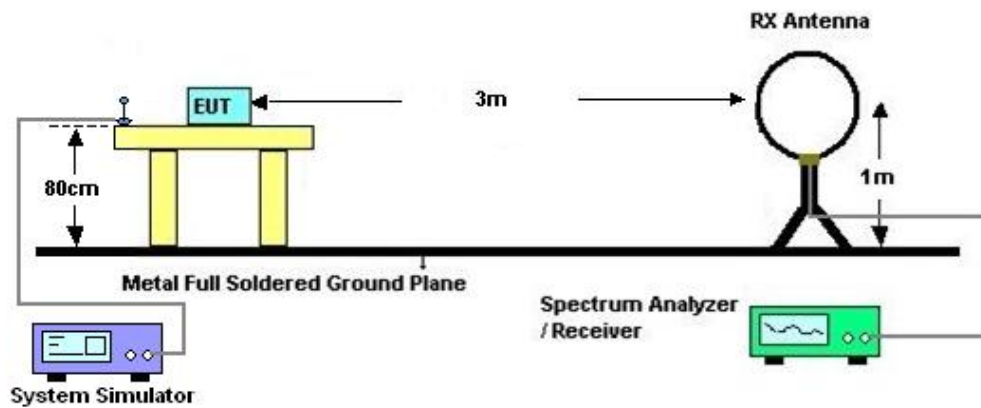 RX Antenna
EUT
3m
80cm
1m
Metal Full Soldered Ground Plane
Spectrum Analyzer
/ Receiver
System Simulator